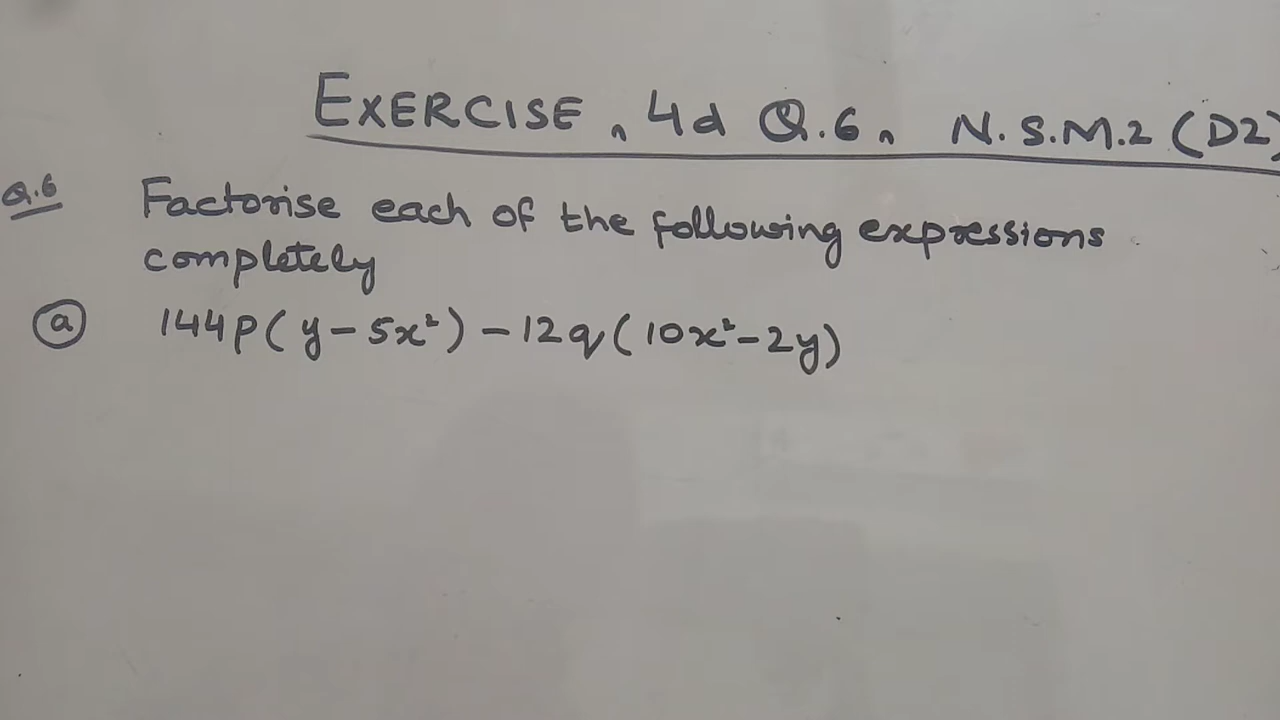 EXERCISE, 4d Q.6, N.S.M.2 (D2)
Q.6 Factorise each of the following expressions
completely
(a) 144p(y-5x²) - 12q(10x²-2y)